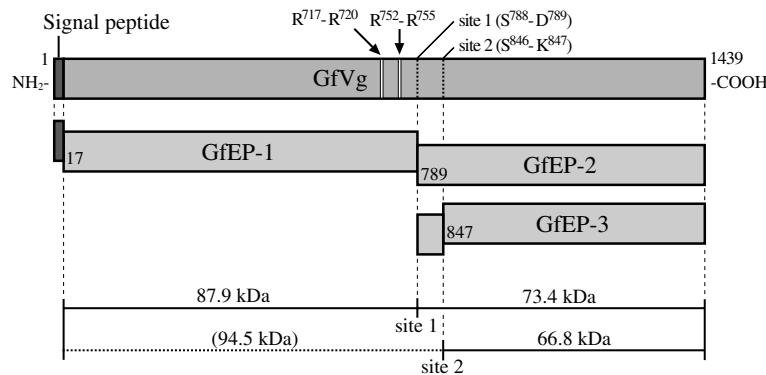 Signal peptide
R717-R720
R752-R755
site 1 (S788-D789)
site 2 (S846-K847)
1
1439
NH2-
GfVg
-COOH
17
GfEP-1
789
GfEP-2
847
GfEP-3
87.9 kDa
73.4 kDa
site 1
(94.5 kDa)
66.8 kDa
site 2